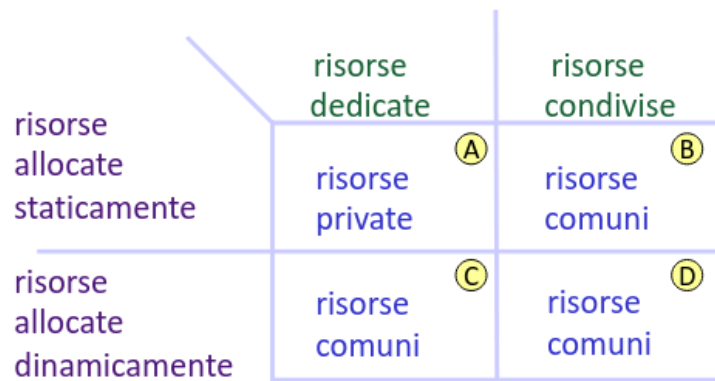 risorse
dedicate
risorse
condivise
risorse
allocate
staticamente
A
risorse
private
B
risorse
comuni
risorse
allocate
dinamicamente
C
risorse
comuni
D
risorse
comuni